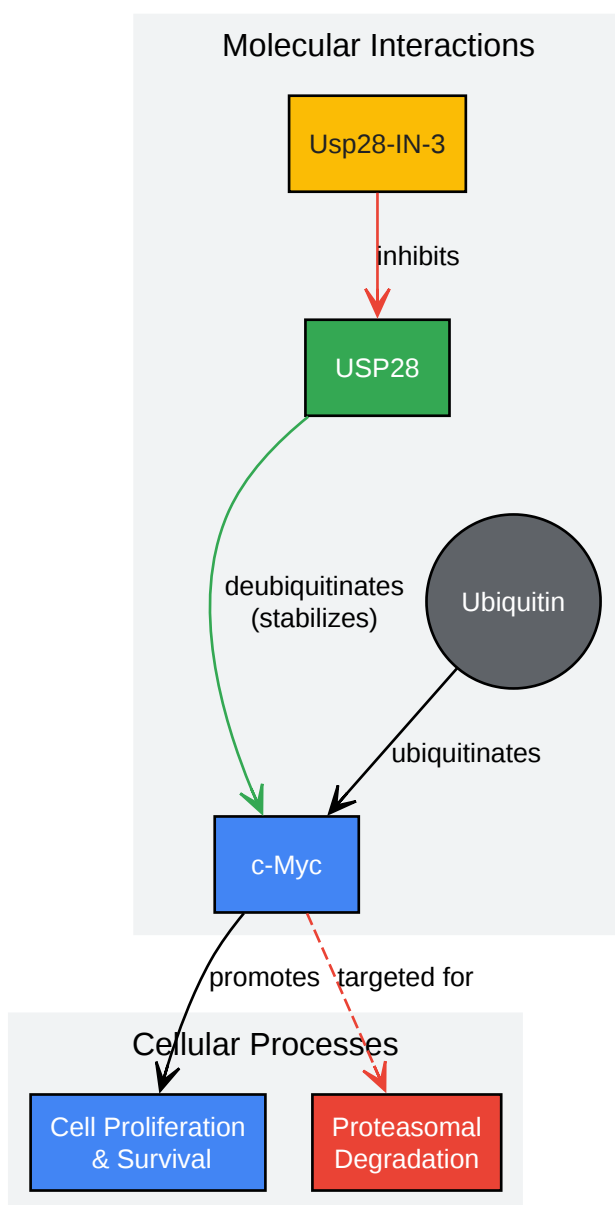 Molecular Interactions
Usp28-IN-3
inhibits
USP28
deubiquitinates
(stabilizes)
Ubiquitin
ubiquitinates
c-Myc
promotes
targeted for
Cellular Processes
Cell Proliferation
& Survival
Proteasomal
Degradation